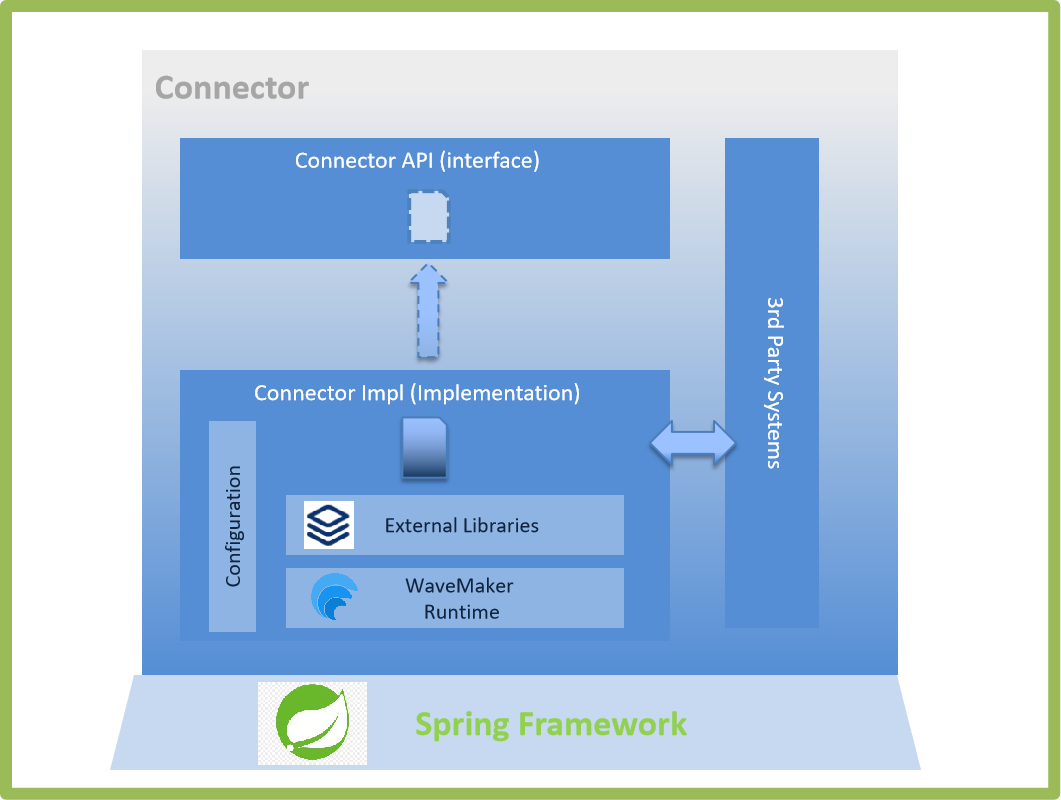 Connector
Connector API (interface)
3rd Party Systems
Connector Impl (Implementation)
Configuration
External Libraries
WaveMaker
Runtime
Spring Framework